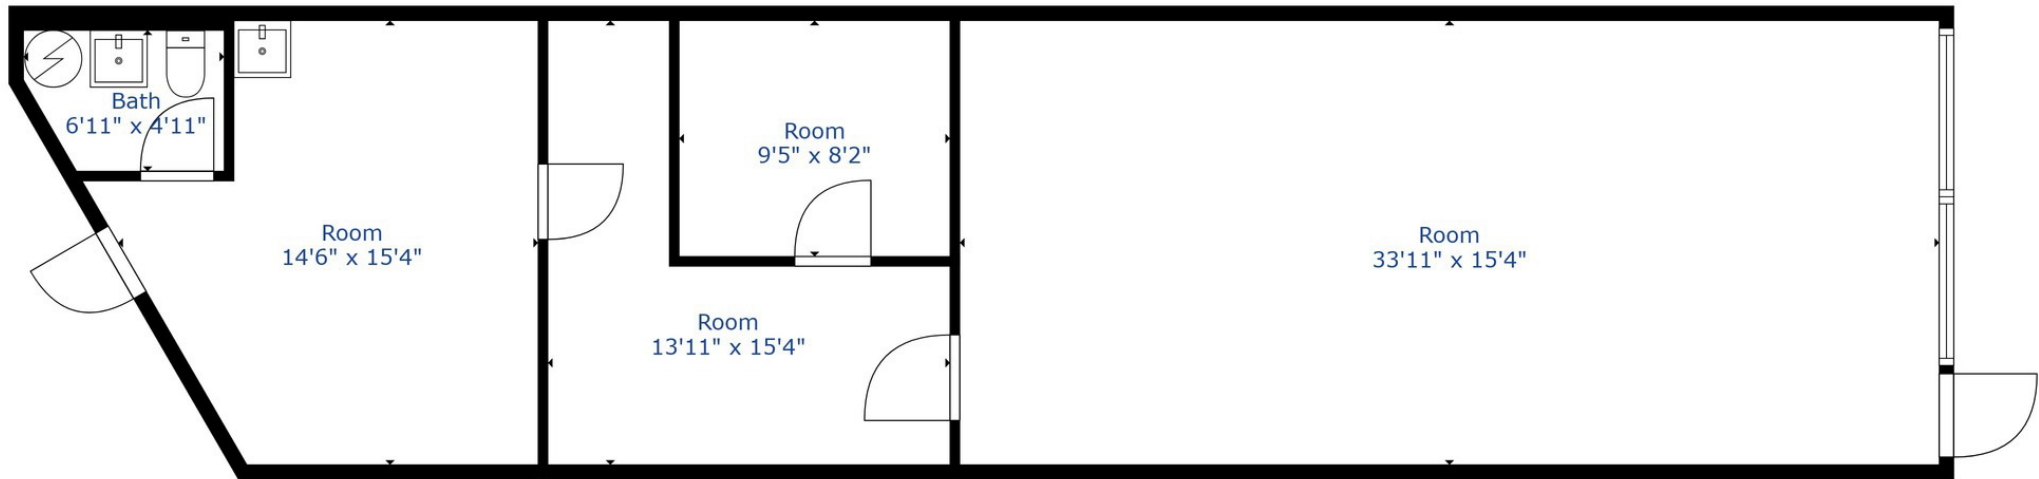 Bath
6'11" x 4'11"
Room
14'6" x 15'4"
Room
9'5" x 8'2"
Room
13'11" x 15'4"
Room
33'11" x 15'4"